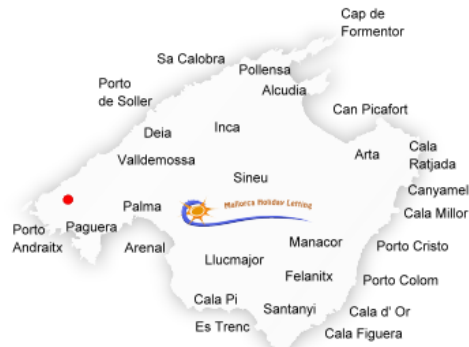 Cap de
Formentor
Sa Calobra
Pollensa
Alcudia
Porto
de Soller
Can Picafort
Inca
Deia
Cala
Ratjada
Arta
Valldemossa
Sineu
Canyamel
Palma
Mallorca Holiday Letting
Cala Millor
Porto
Andraitx
Paguera
Arenal
Manacor
Porto Cristo
Llucmajor
Felanitx
Porto Colom
Cala Pi
Santanyi
Cala d' Or
Es Trenc
Cala Figuera